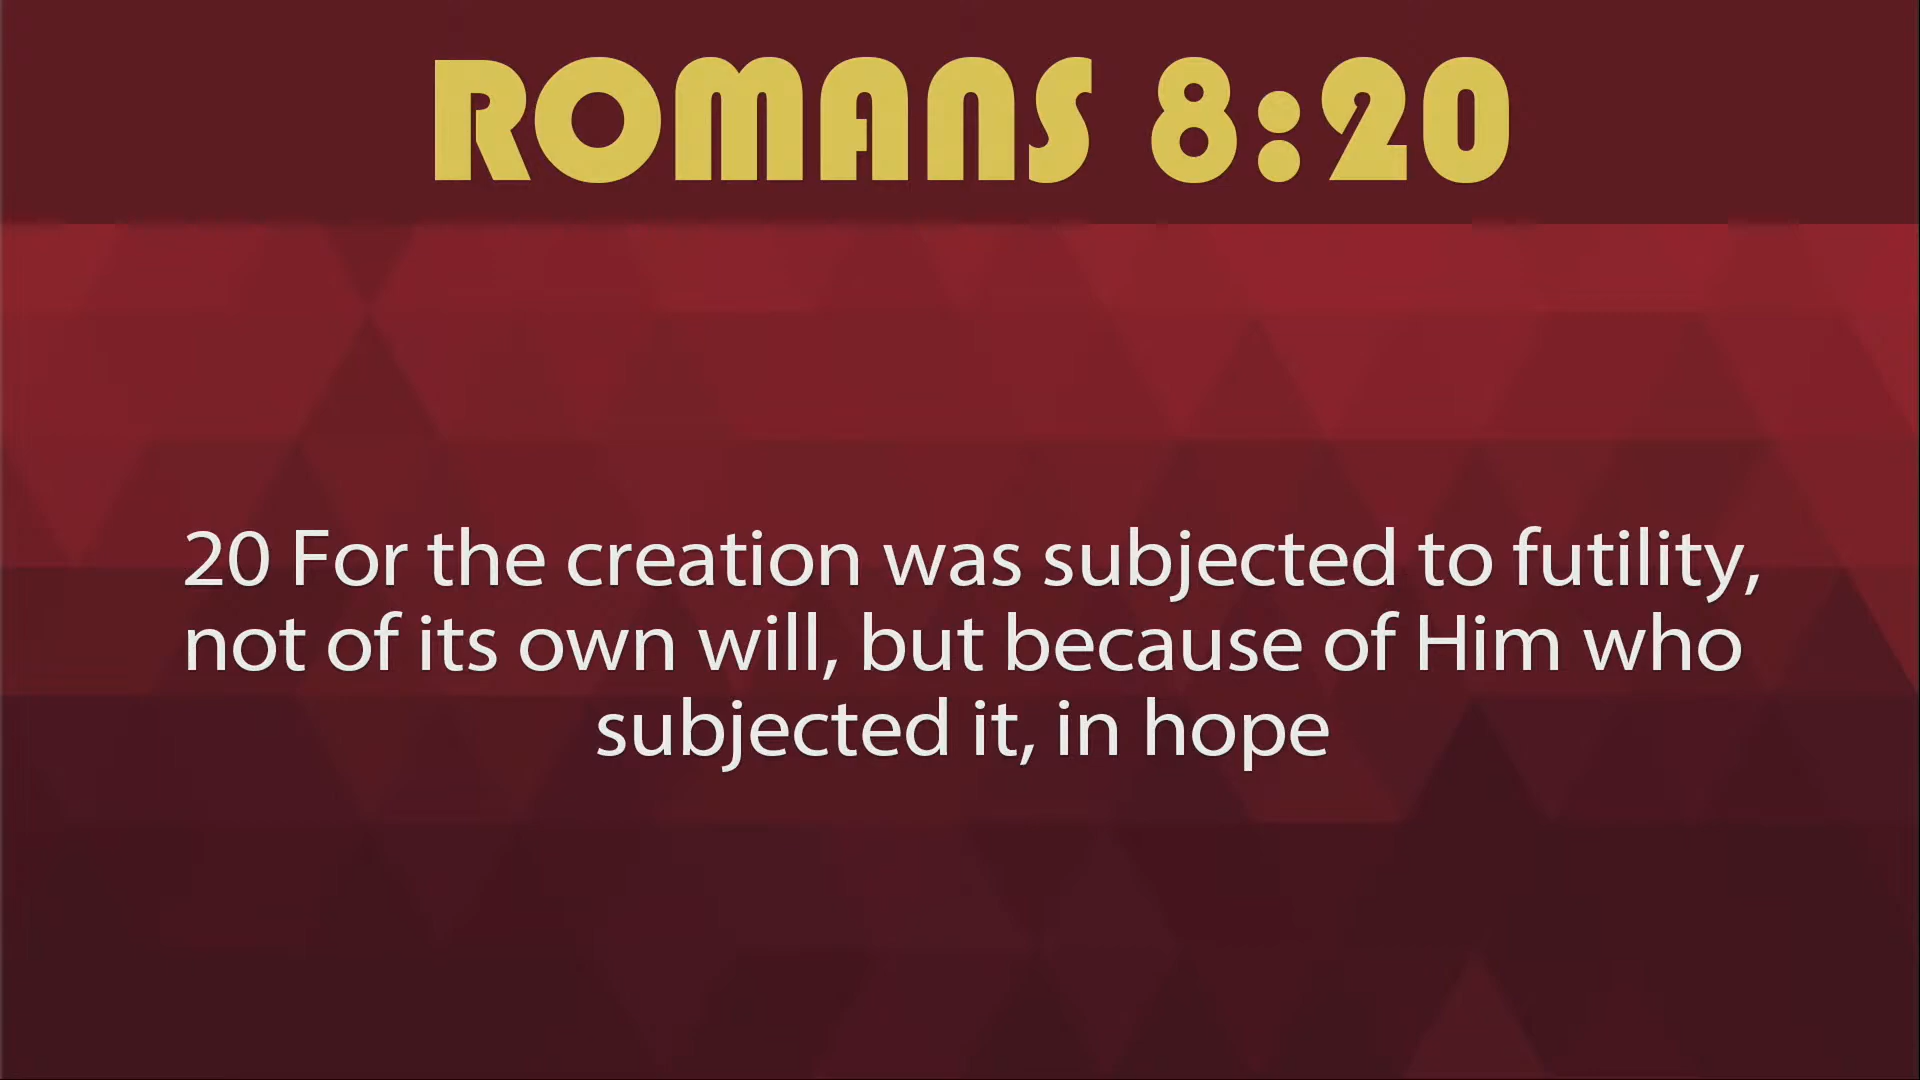 ROMANS 8:20
20 For the creation was subjected to futility,
not of its own will, but because of Him who
subjected it, in hope